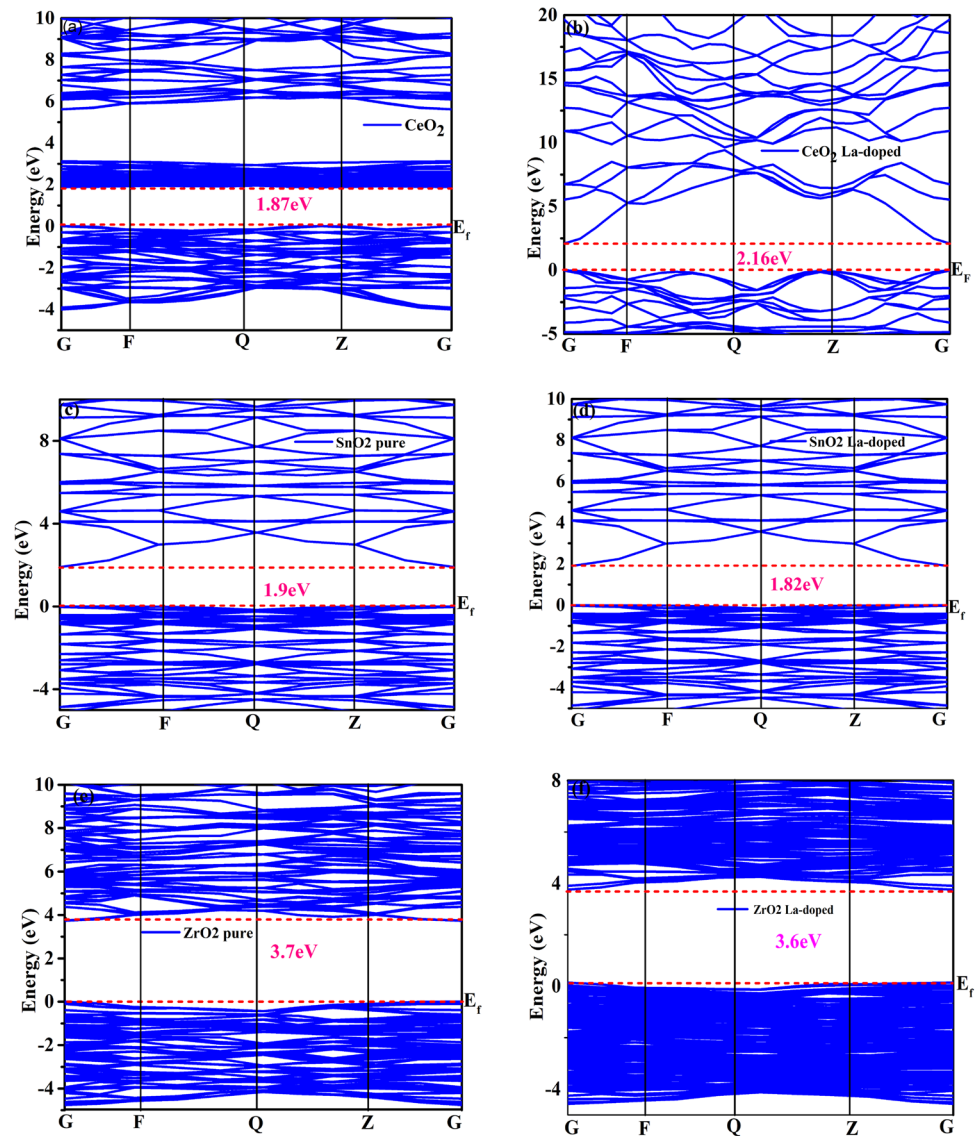 (a)
10
8
6
4
2
0
-2
-4
Energy (eV)
CeO2
1.87eV
Ef
G F Q Z G
(b)
20
15
10
5
0
-5
Energy (eV)
CeO2 La-doped
2.16eV
EF
G F Q Z G
c)
8
4
0
-4
Energy (eV)
SnO2 pure
1.9eV
Ef
G F Q Z G
(d)
10
8
6
4
2
0
-2
-4
Energy (eV)
SnO2 La-doped
1.82eV
Ef
G F Q Z G
(e)
10
8
6
4
2
0
-2
-4
Energy (eV)
ZrO2 pure
3.7eV
Ef
G F Q Z G
(f)
8
4
0
-4
Energy (eV)
ZrO2 La-doped
3.6eV
Ef
G F Q Z G